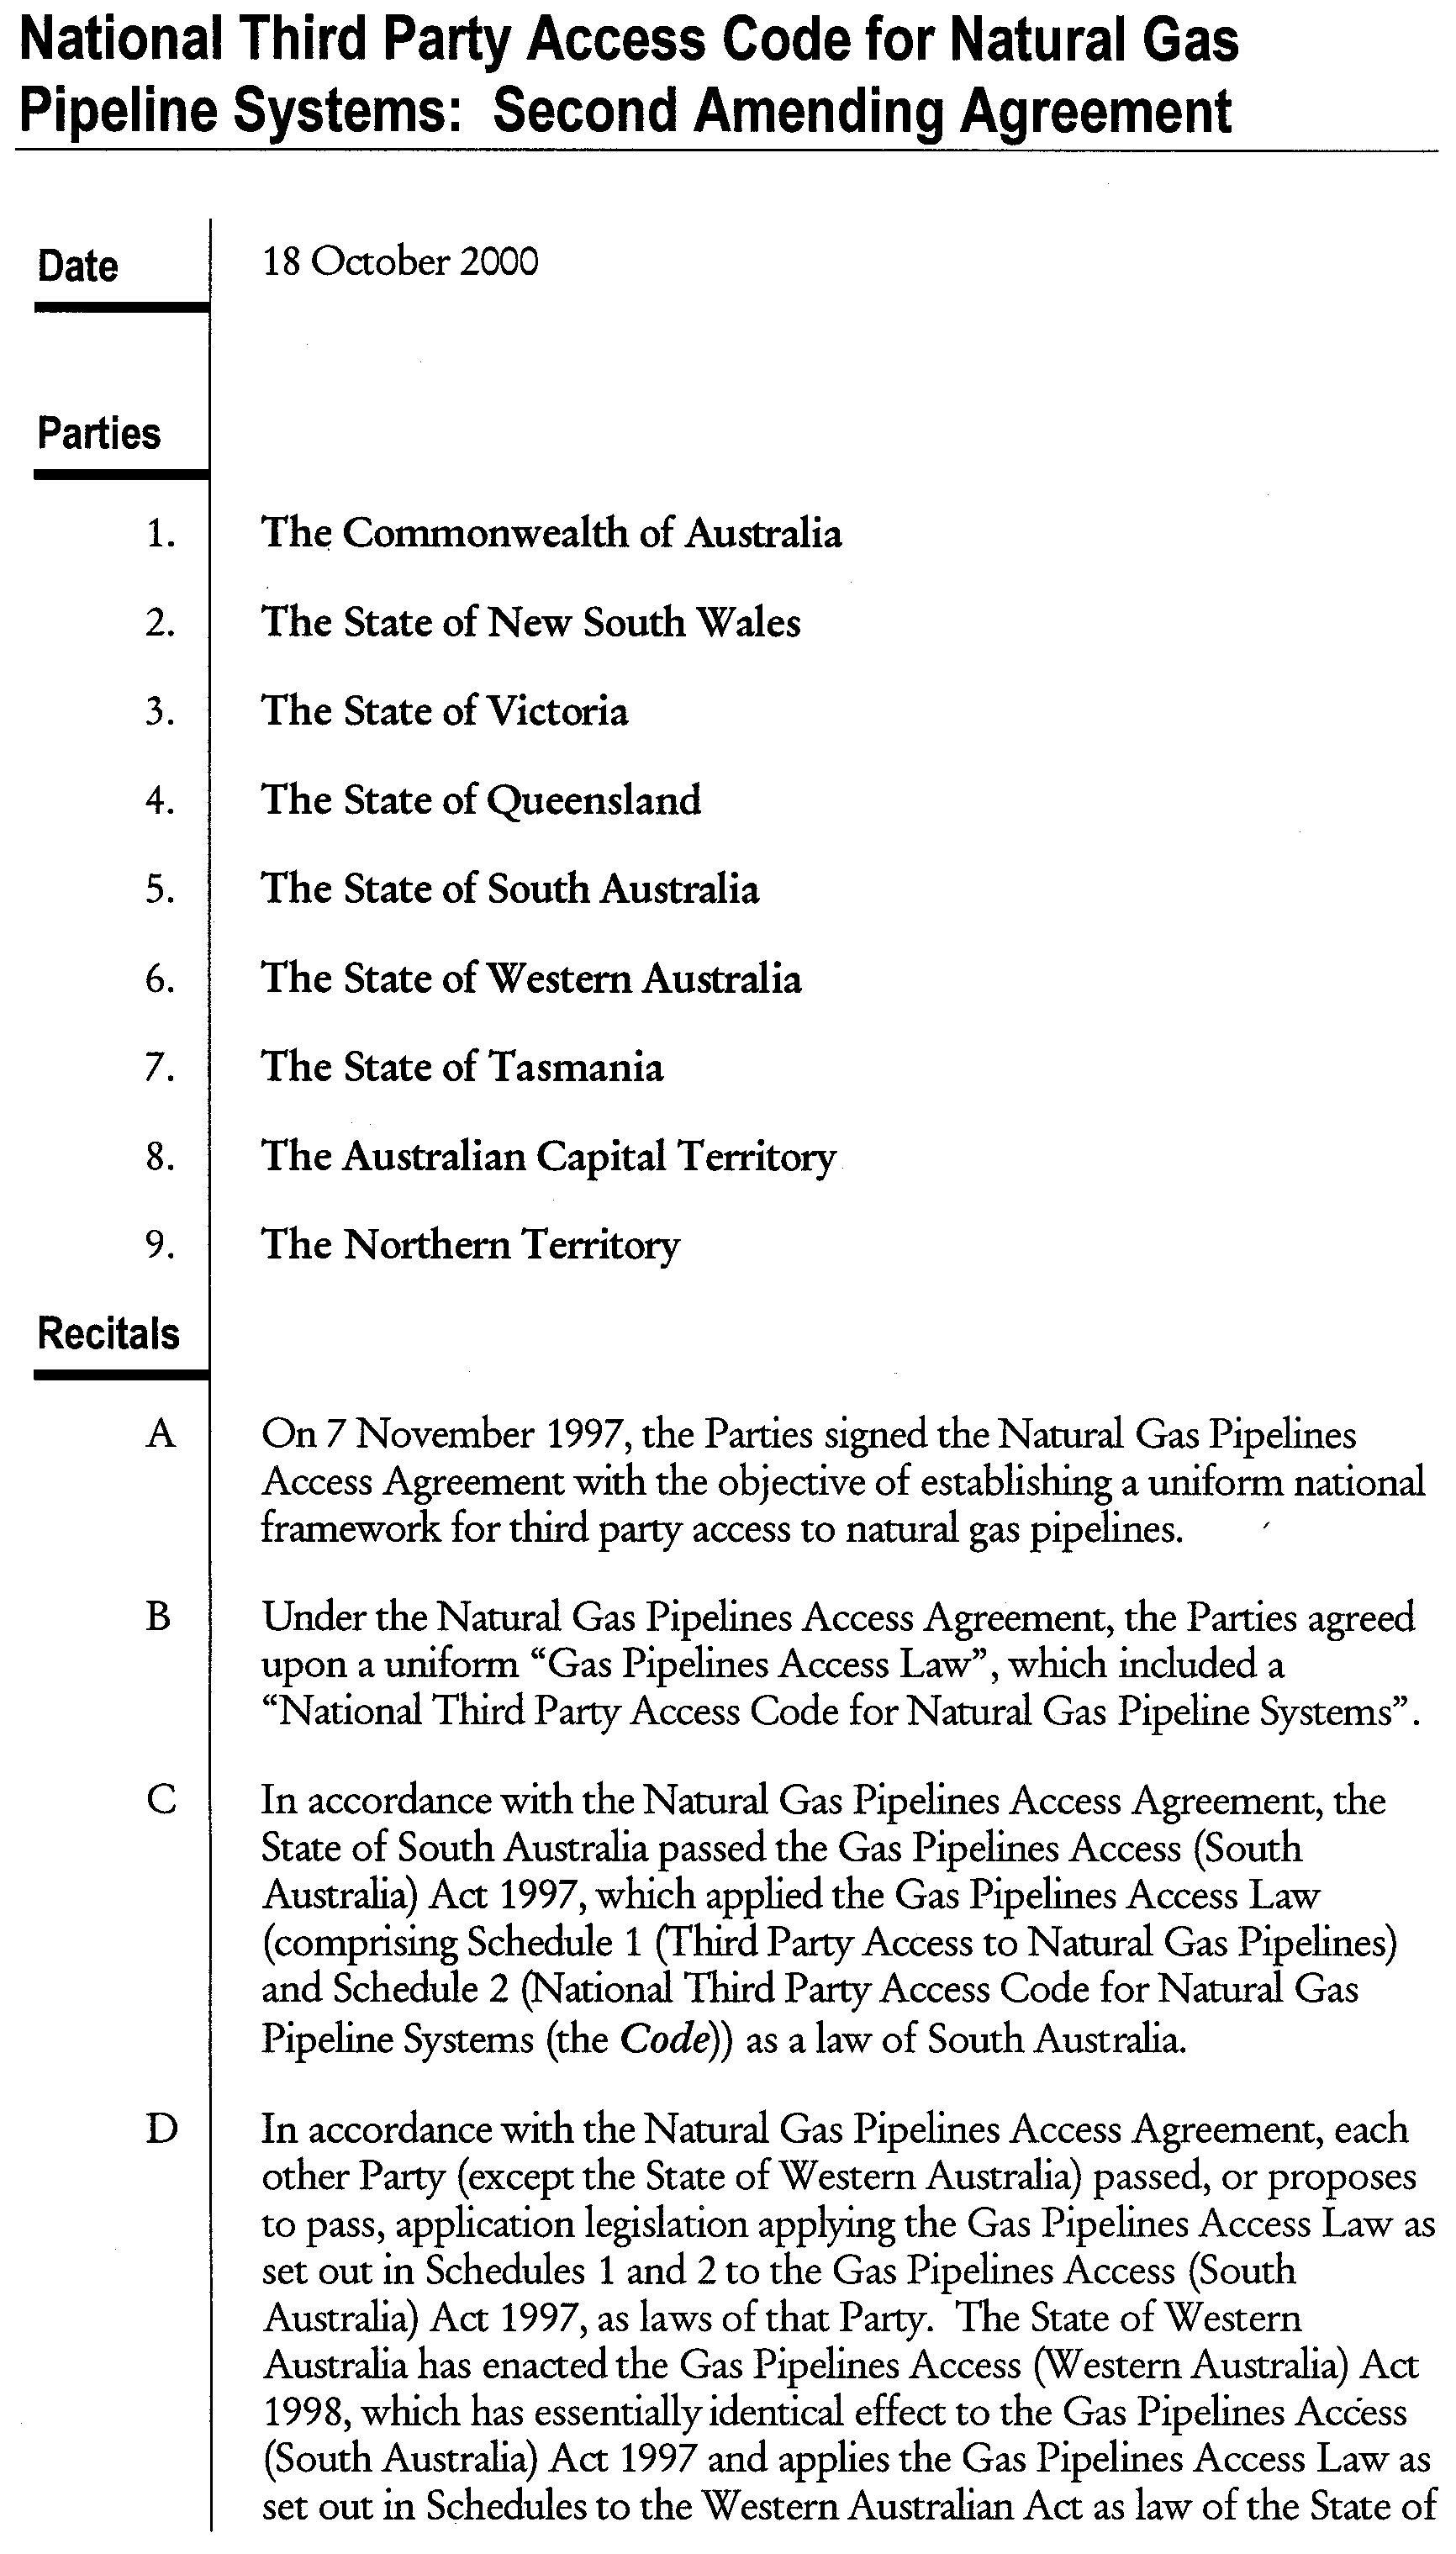 National Third Party Access Code for Natural Gas
Pipeline Systems: Second Amending Agreement
Date 18 October 2000
Parties
1. The Commonwealth of Australia
2. The State of New South Wales
3. The State of Victoria
4. The State of Queensland
5. The State of South Australia
6. The State of Western Australia
7. The State of Tasmania
8. The Australian Capital Territory
9. The Northern Territory
Recitals
A On 7 November 1997, the Parties signed the Natural Gas Pipelines
Access Agreement with the objective of establishing a uniform national
framework for third party access to natural gas pipelines.
B Under the Natural Gas Pipelines Access Agreement, the Parties agreed
upon a uniform “Gas Pipelines Access Law”, which included a
“National Third Party Access Code for Natural Gas Pipeline Systems”.
C In accordance with the Natural Gas Pipelines Access Agreement, the
State of South Australia passed the Gas Pipelines Access (South
Australia) Act 1997, which applied the Gas Pipelines Access Law
(comprising Schedule 1 (Third Party Access to Natural Gas Pipelines)
and Schedule 2 (National Third Party Access Code for Natural Gas
Pipeline Systems (the Code)) as a law of South Australia.
D In accordance with the Natural Gas Pipelines Access Agreement, each
other Party (except the State of Western Australia) passed, or proposes
to pass, application legislation applying the Gas Pipelines Access Law as
set out in Schedules 1 and 2 to the Gas Pipelines Access (South
Australia) Act 1997, as laws of that Party. The State of Western
Australia has enacted the Gas Pipelines Access (Western Australia) Act
1998, which has essentially identical effect to the Gas Pipelines Access
(South Australia) Act 1997 and applies the Gas Pipelines Access Law as
set out in Schedules to the Western Australian Act as law of the State of